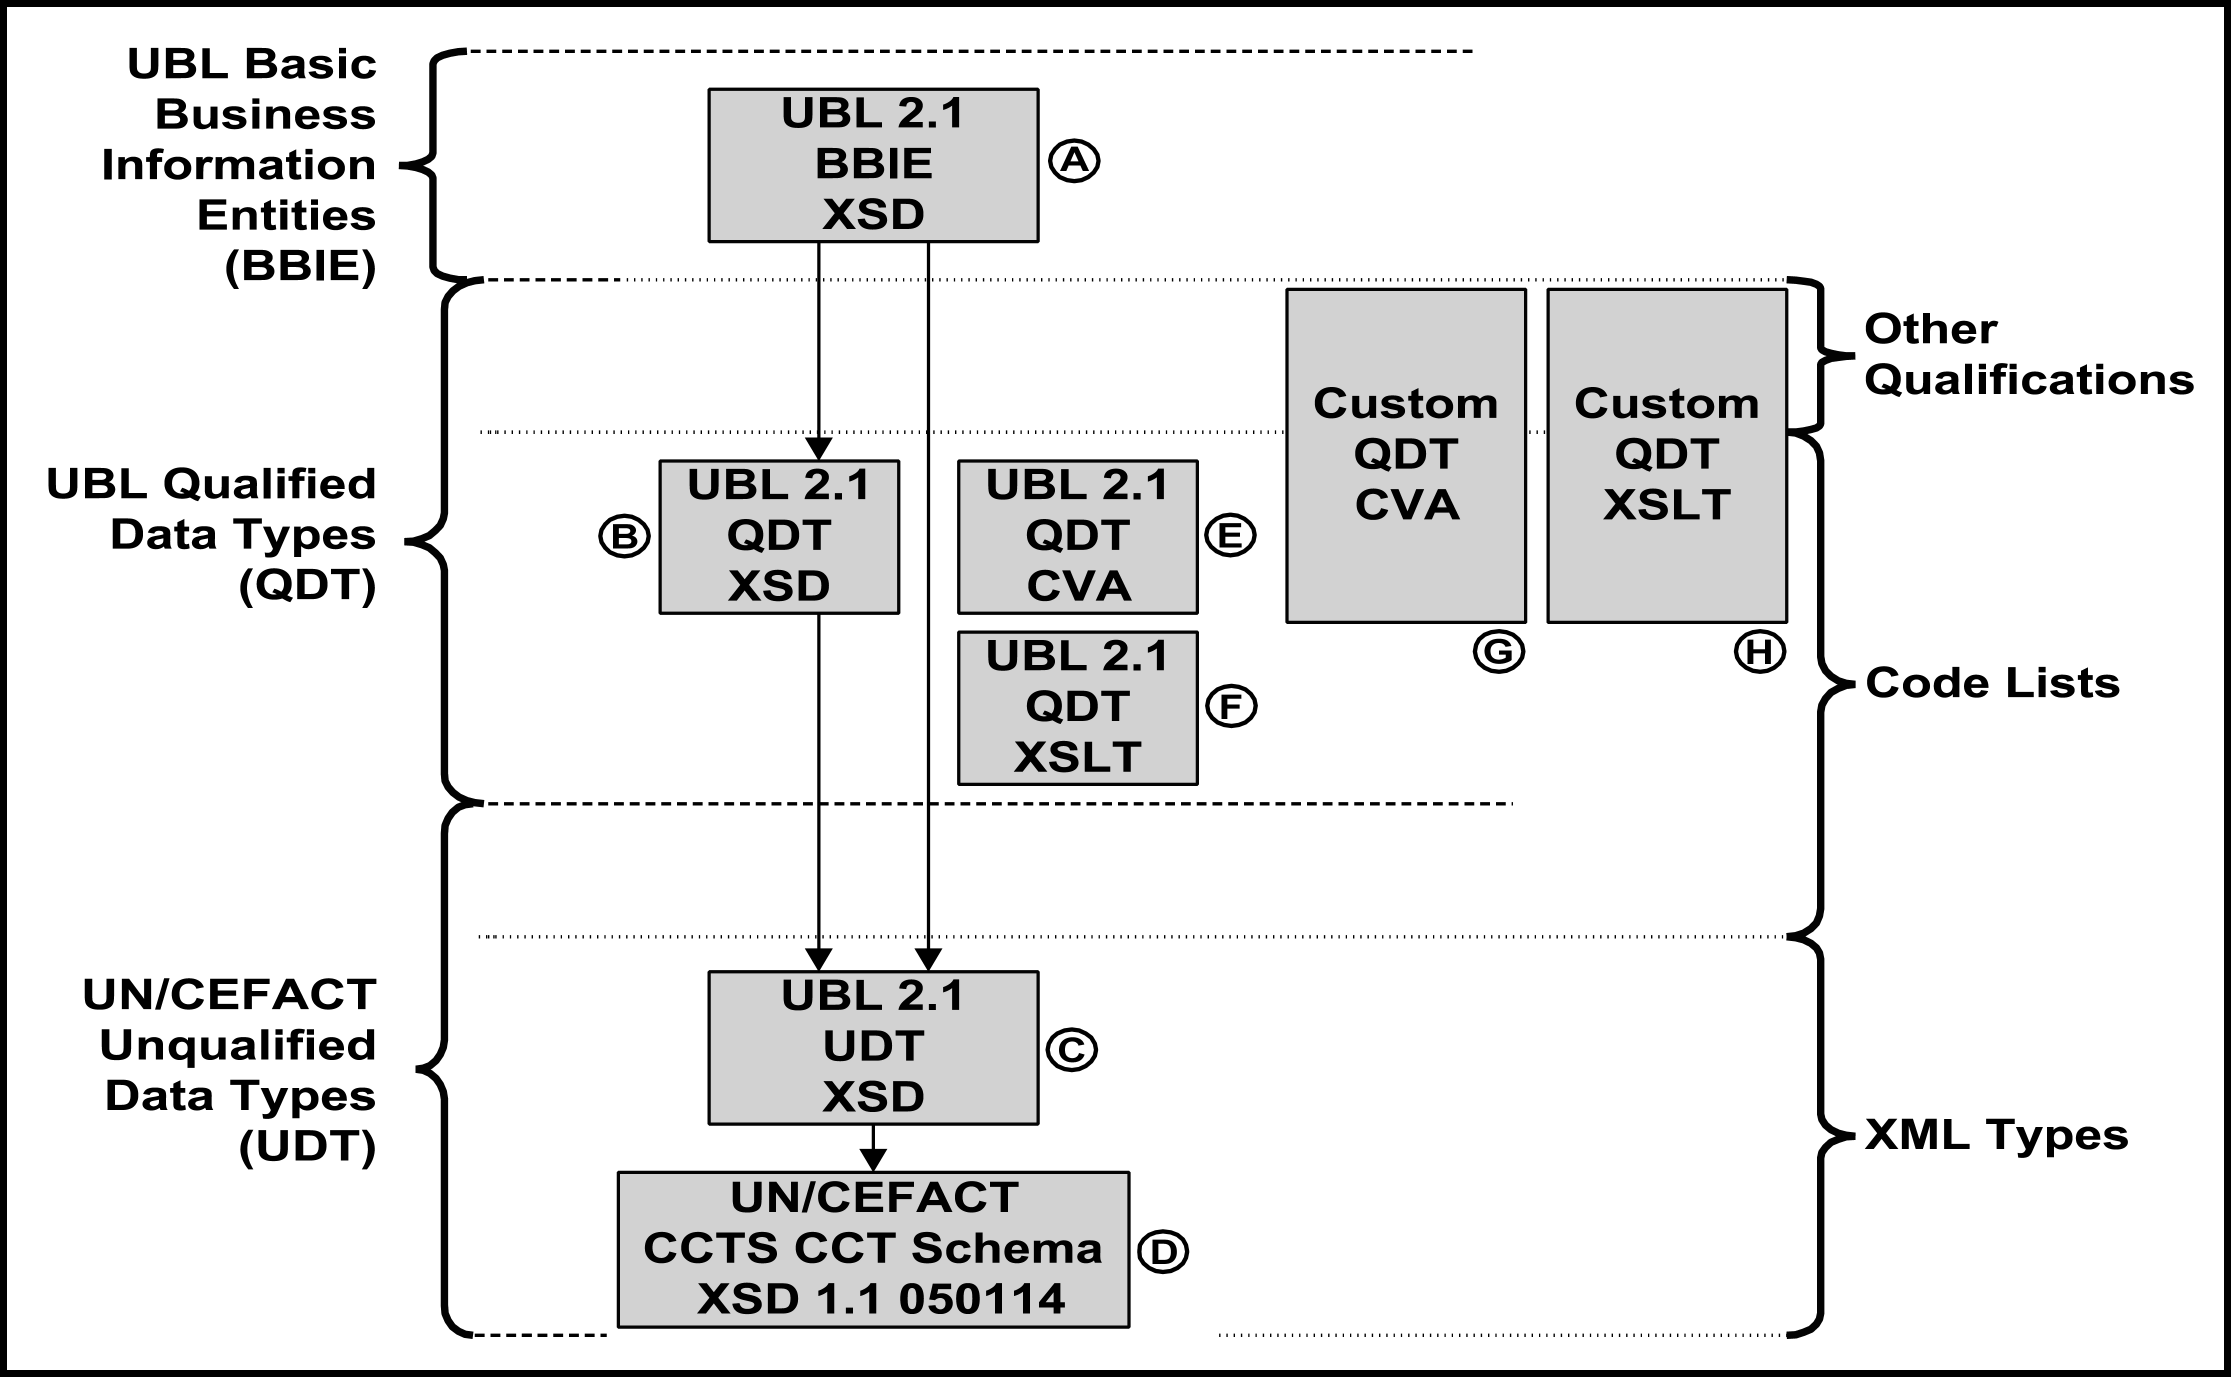 UBL Basic
Business
Information
Entities
(BBIE)
UBL 2.1
BBIE
XSD
A
Other
Qualifications
Custom
QDT
CVA
G
Custom
QDT
XSLT
H
UBL Qualified
Data Types
(QDT)
B
UBL 2.1
QDT
XSD
UBL 2.1
QDT
CVA
E
UBL 2.1
QDT
XSLT
F
Code Lists
UN/CEFACT
Unqualified
Data Types
(UDT)
UBL 2.1
UDT
XSD
C
XML Types
UN/CEFACT
CCTS CCT Schema
XSD 1.1 050114
D